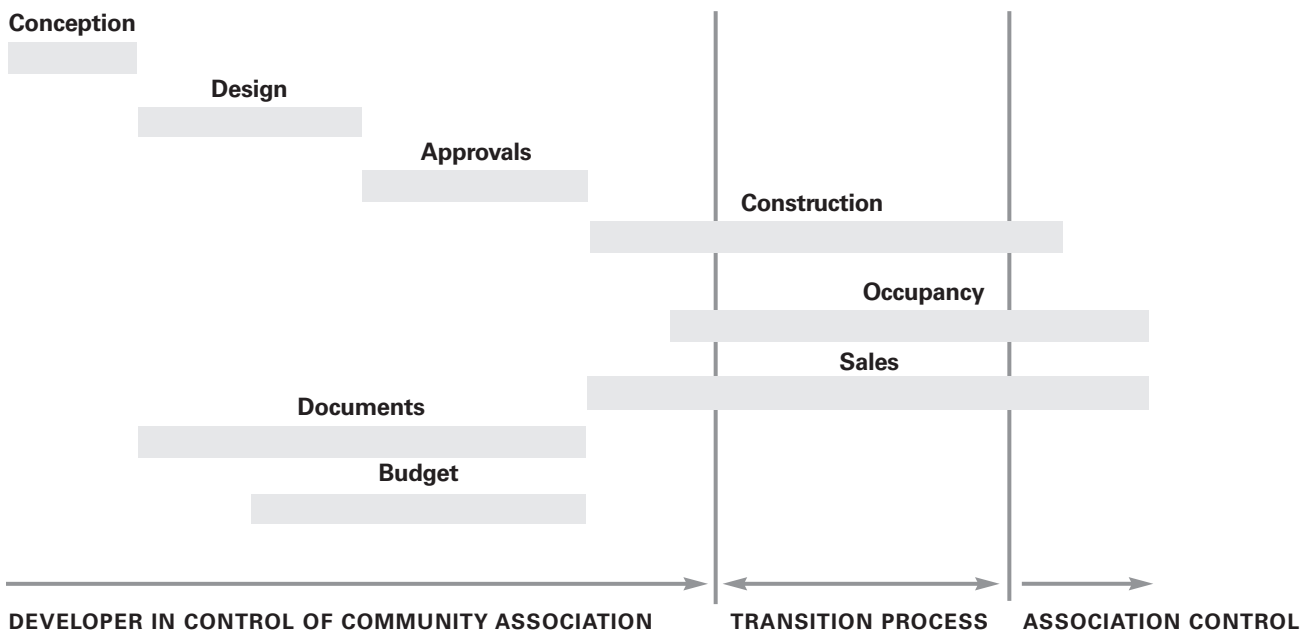 Conception
Design
Approvals
Construction
Occupancy
Sales
Documents
Budget
DEVELOPER IN CONTROL OF COMMUNITY ASSOCIATION
TRANSITION PROCESS
ASSOCIATION CONTROL